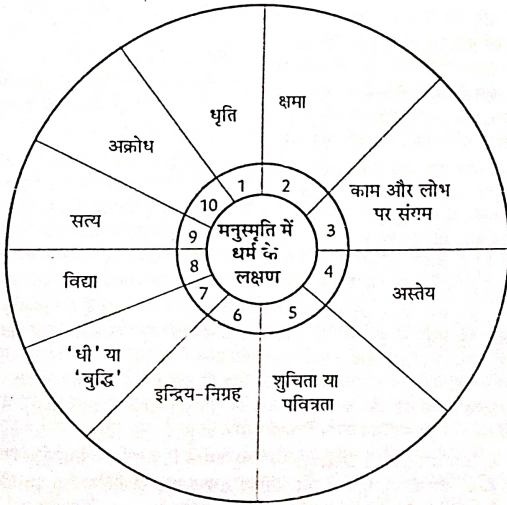 मनुस्मृति में
धर्म के
लक्षण
1
धृति
2
क्षमा
3
काम और लोभ
पर संयम
4
अस्तेय
5
शुचिता या
पवित्रता
6
इन्द्रिय-निग्रह
7
'धी' या
'बुद्धि'
8
विद्या
9
सत्य
10
अक्रोध